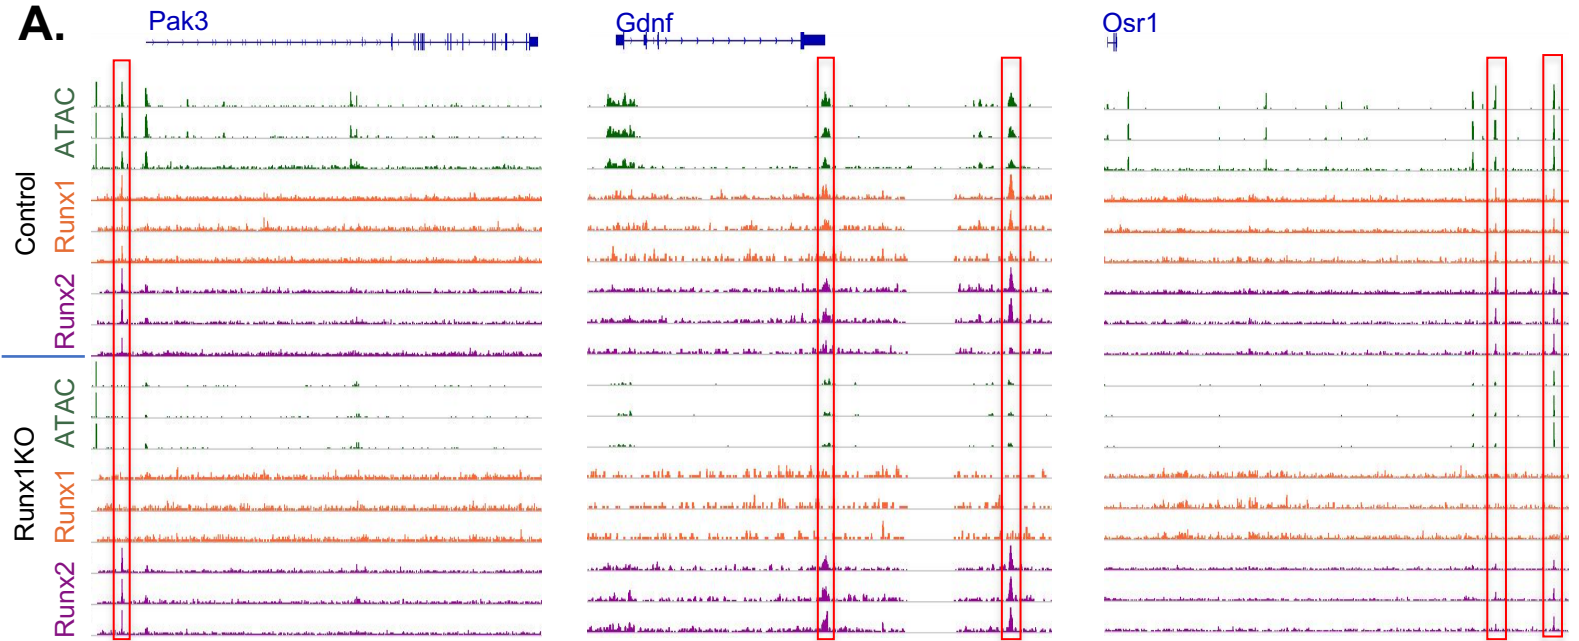 A.
Pak3
Gdnf
Osr1
Control
ATAC
Runx1
Runx2
Runx1KO
ATAC
Runx1
Runx2